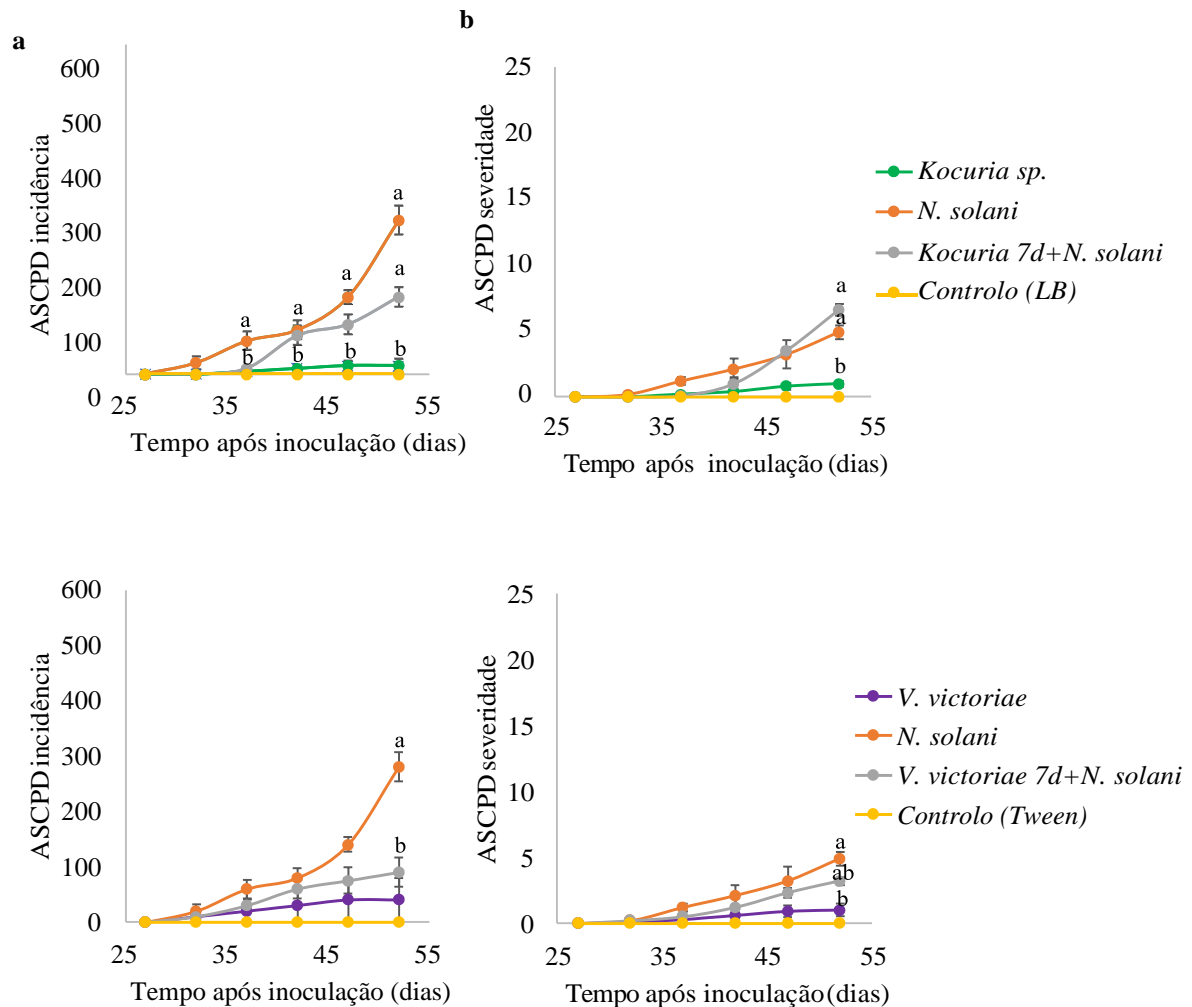 a
b
600
500
400
300
200
100
0
ASCPD incidência
a
a
a
a
a
a
b
b
b
b
25
35
45
55
Tempo após inoculação (dias)
25
20
15
10
5
0
ASCPD severidade
a
a
b
25
35
45
55
Tempo após inoculação (dias)
Kocuria sp.
N. solani
Kocuria 7d+N. solani
Controlo (LB)
600
500
400
300
200
100
0
ASCPD incidência
a
b
25
35
45
55
Tempo após inoculação (dias)
25
20
15
10
5
0
ASCPD severidade
a
ab
b
25
35
45
55
Tempo após inoculação (dias)
V. victoriae
N. solani
V. victoriae 7d+N. solani
Controlo (Tween)